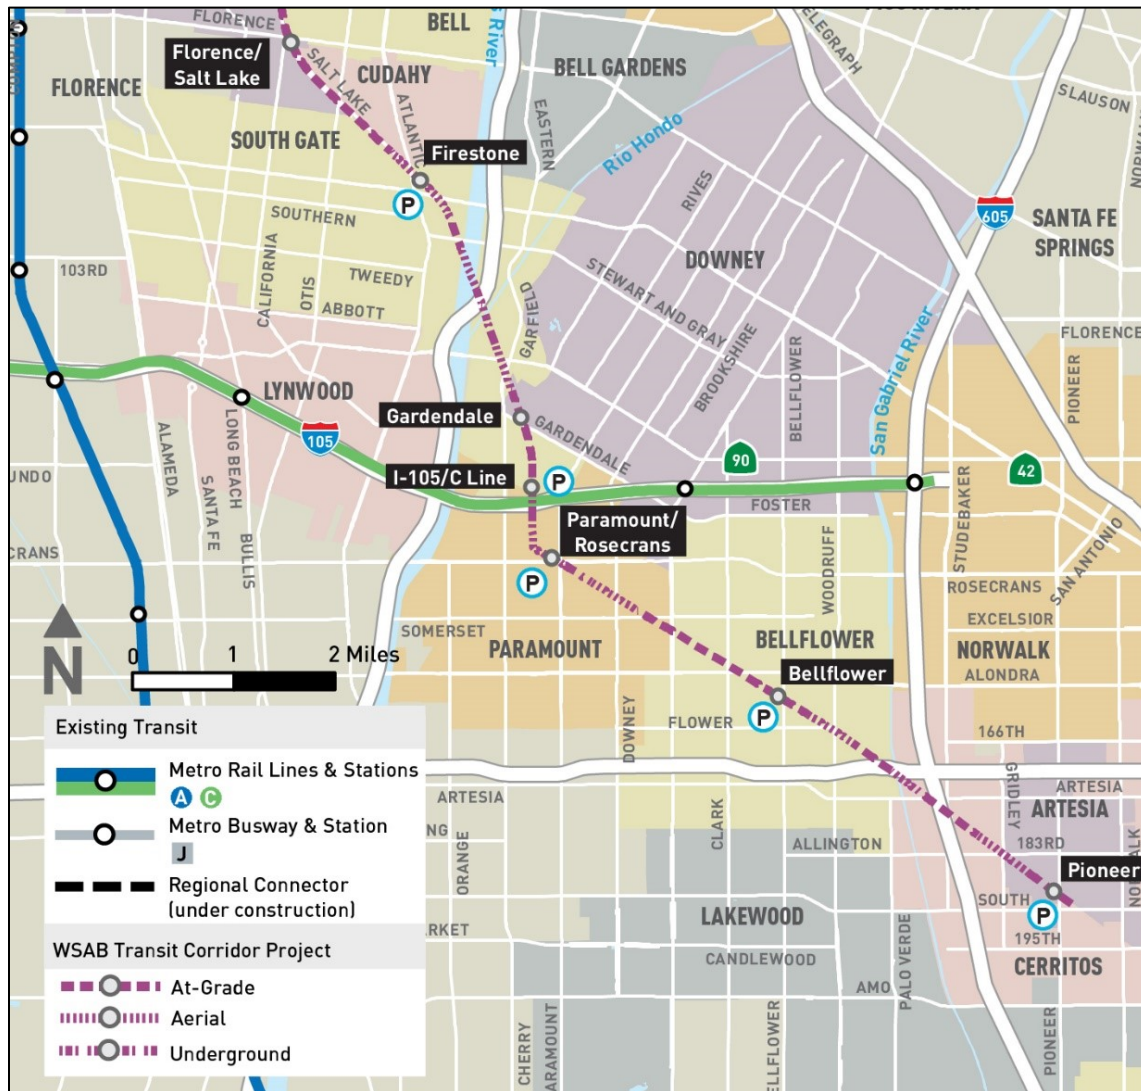 FLORENCE
BELL
River
TELEGRAPH
Florence/
Salt Lake
SALT LAKE
CUDAHY
BELL GARDENS
SLAUSON
FLORENCE
ATLANTIC
EASTERN
Rio Hondo
SOUTH GATE
Firestone
P
RIVES
605
SANTA FE
SPRINGS
SOUTHERN
DOWNEY
103RD
CALIFORNIA
OTIS
TWEEDY
ABBOTT
GARFIELD
STEWART AND GRAY
BROOKSHIRE
BELLFLOWER
San Gabriel River
FLORENCE
PIONEER
LYNWOOD
Gardendale
GARDENDALE
105
LONG BEACH
ALAMEDA
SANTA FE
BULLIS
I-105/C Line
P
90
42
UNDO
FOSTER
STUDEBAKER
SAN ANTONIO
Paramount/
Rosecrans
P
CRANS
WOODRUFF
ROSECRANS
EXCELSIOR
N
0 1 2 Miles
SOMERSET
PARAMOUNT
BELLFLOWER
NORWALK
ALONDRA
Bellflower
P
DOWNEY
FLOWER
166TH
Existing Transit
Metro Rail Lines & Stations
A C
Metro Busway & Station
J
Regional Connector
(under construction)
WSAB Transit Corridor Project
At-Grade
Aerial
Underground
ARTESIA
GRIDLEY
ARTESIA
ARTESIA
ORANGE
CLARK
ALLINGTON
183RD
Pioneer
SOUTH
P
LAKEWOOD
195TH
CANDLEWOOD
PALO VERDE
CERRITOS
AMO
CHERRY
ARAMOUNT
ELLFLOWER
PIONEER